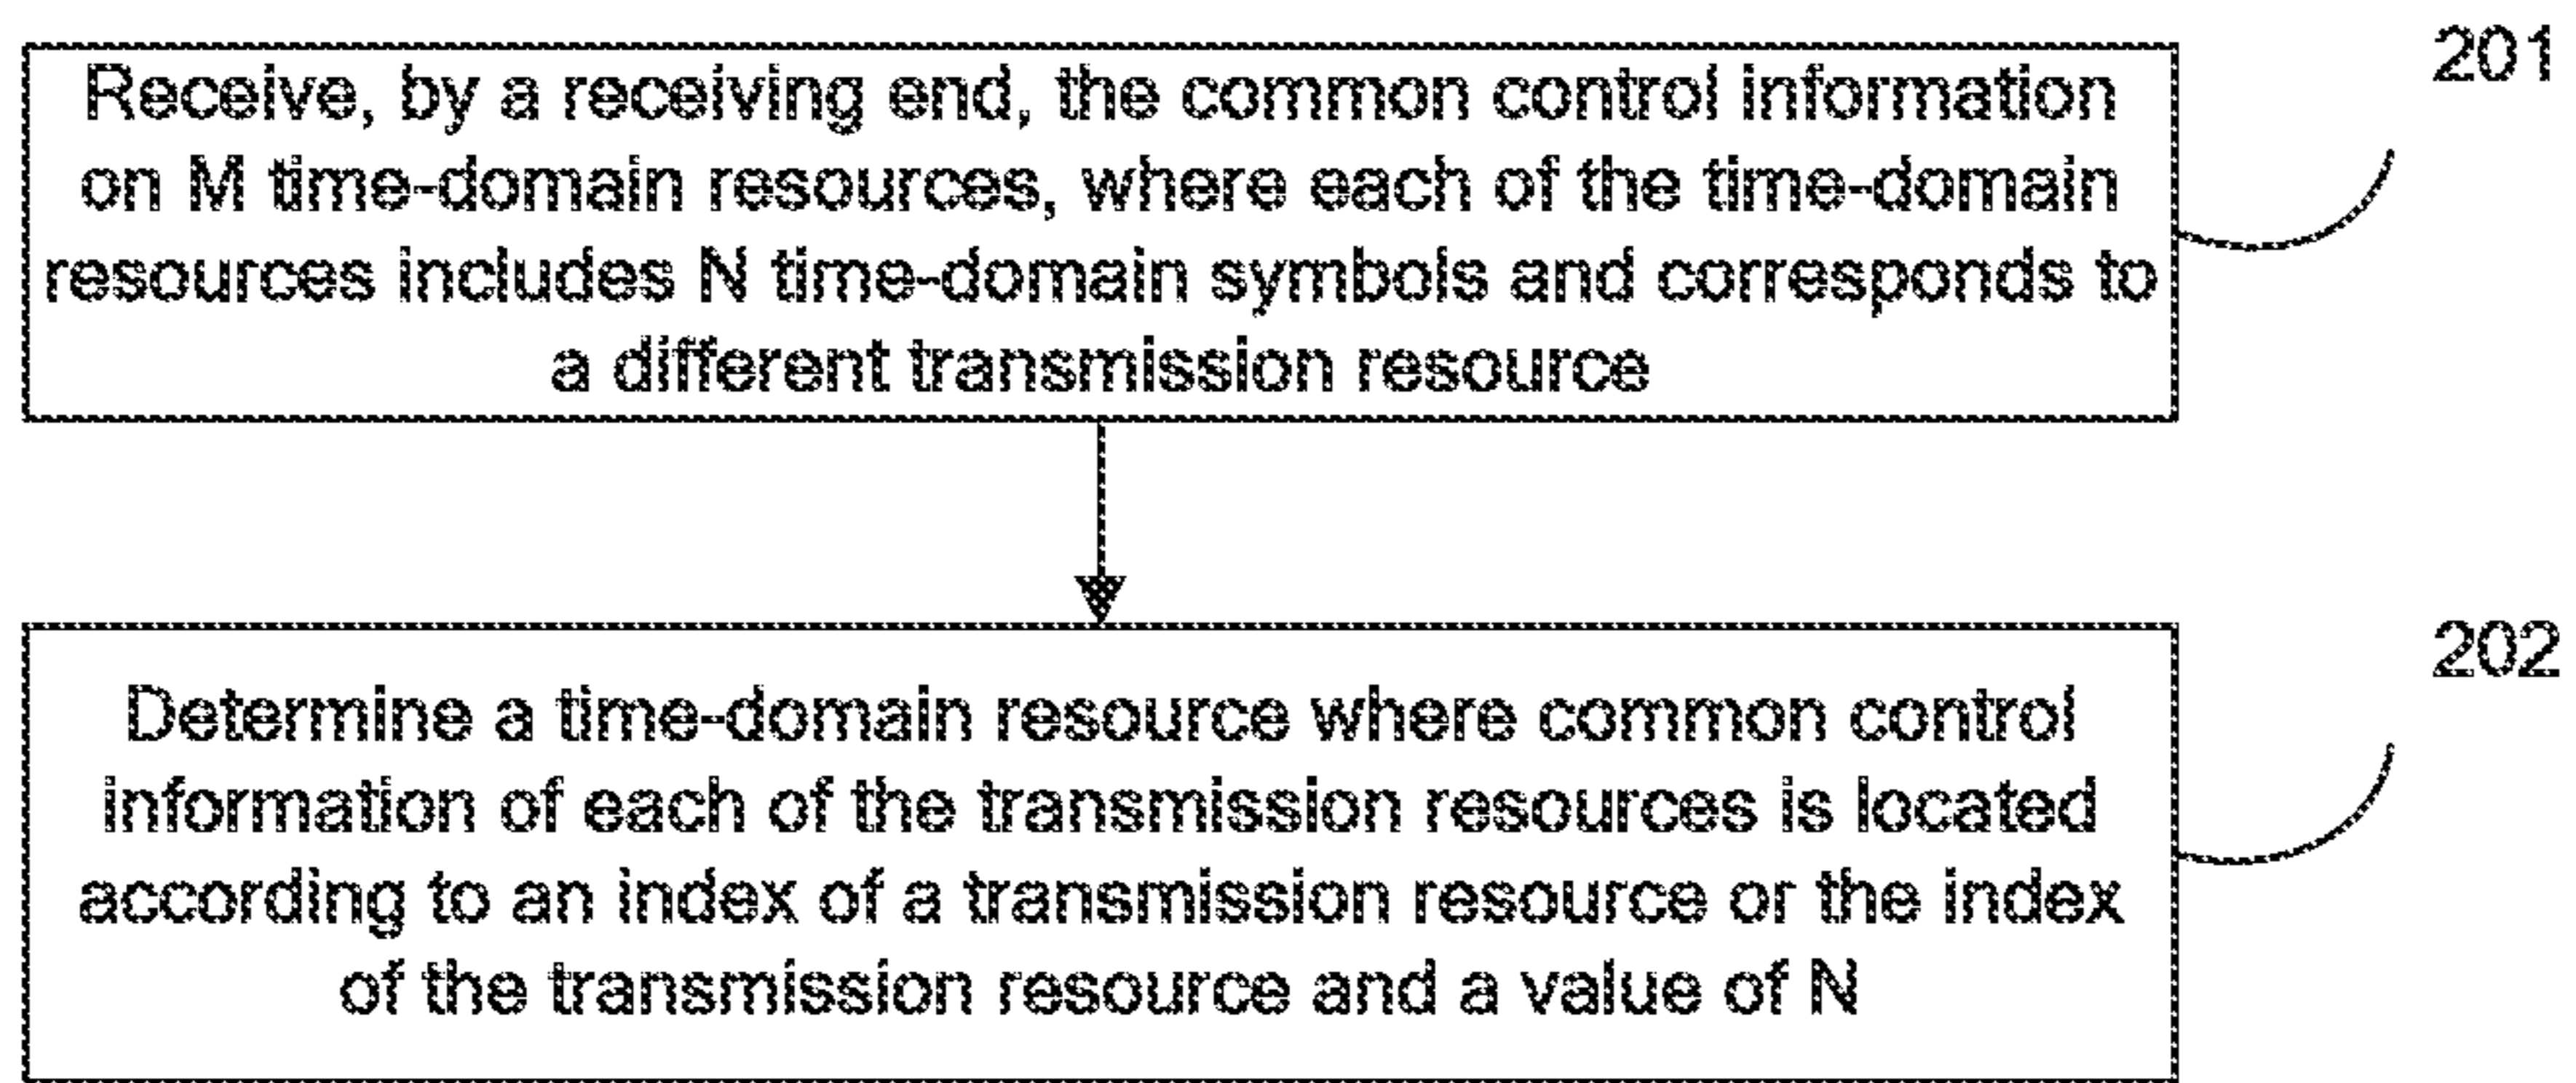 Receive, by a receiving end, the common control information
on M time-domain resources, where each of the time-domain
resources includes N time-domain symbols and corresponds to
a different transmission resource
201
Determine a time-domain resource where common control
information of each of the transmission resources is located
according to an index of a transmission resource or the index
of the transmission resource and a value of N
202